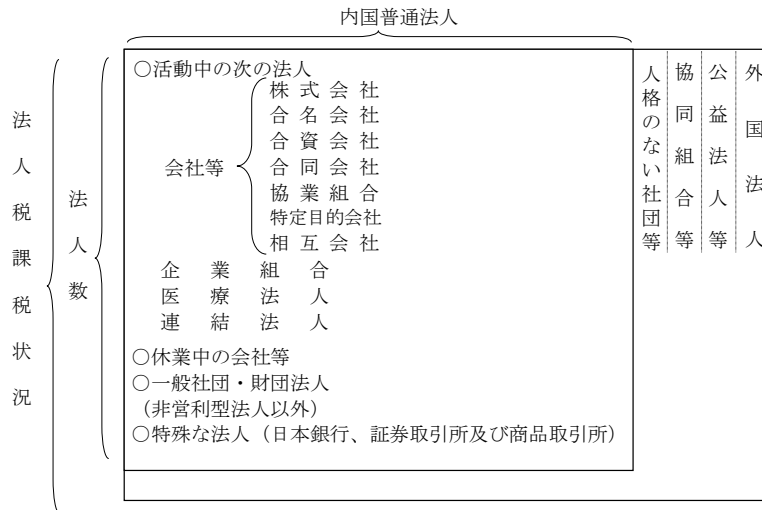 内国普通法人
法人税課税状況
法人数
○活動中の次の法人
会社等
株式会社
合名会社
合資会社
合同会社
協業組合
特定目的会社
相互会社
企業組合
医療法人
連結法人
○休業中の会社等
○一般社団・財団法人
（非営利型法人以外）
○特殊な法人（日本銀行、証券取引所及び商品取引所）
人格のない社団等
協同組合等
公益法人等
外国法人